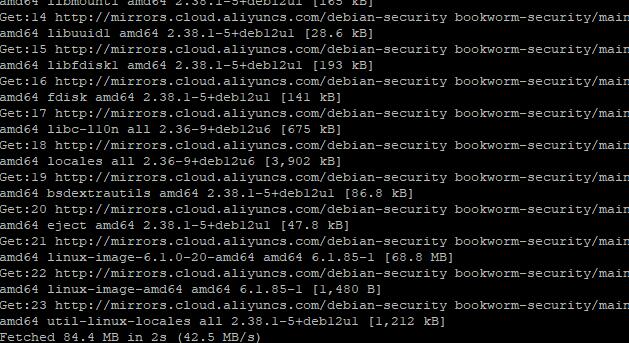 amd64 libmount1 amd64 2.38.1-5+deb12u1 [165 kB]
Get:14 http://mirrors.cloud.aliyuncs.com/debian-security bookworm-security/main
amd64 libuuid1 amd64 2.38.1-5+deb12u1 [28.6 kB]
Get:15 http://mirrors.cloud.aliyuncs.com/debian-security bookworm-security/main
amd64 libfdisk1 amd64 2.38.1-5+deb12u1 [193 kB]
Get:16 http://mirrors.cloud.aliyuncs.com/debian-security bookworm-security/main
amd64 fdisk amd64 2.38.1-5+deb12u1 [141 kB]
Get:17 http://mirrors.cloud.aliyuncs.com/debian-security bookworm-security/main
amd64 libc-l10n all 2.36-9+deb12u6 [675 kB]
Get:18 http://mirrors.cloud.aliyuncs.com/debian-security bookworm-security/main
amd64 locales all 2.36-9+deb12u6 [3,902 kB]
Get:19 http://mirrors.cloud.aliyuncs.com/debian-security bookworm-security/main
amd64 bsdextrautils amd64 2.38.1-5+deb12u1 [86.8 kB]
Get:20 http://mirrors.cloud.aliyuncs.com/debian-security bookworm-security/main
amd64 eject amd64 2.38.1-5+deb12u1 [47.8 kB]
Get:21 http://mirrors.cloud.aliyuncs.com/debian-security bookworm-security/main
amd64 linux-image-6.1.0-20-amd64 amd64 6.1.85-1 [68.8 MB]
Get:22 http://mirrors.cloud.aliyuncs.com/debian-security bookworm-security/main
amd64 linux-image-amd64 amd64 6.1.85-1 [1,480 B]
Get:23 http://mirrors.cloud.aliyuncs.com/debian-security bookworm-security/main
amd64 util-linux-locales all 2.38.1-5+deb12u1 [1,212 kB]
Fetched 84.4 MB in 2s (42.5 MB/s)